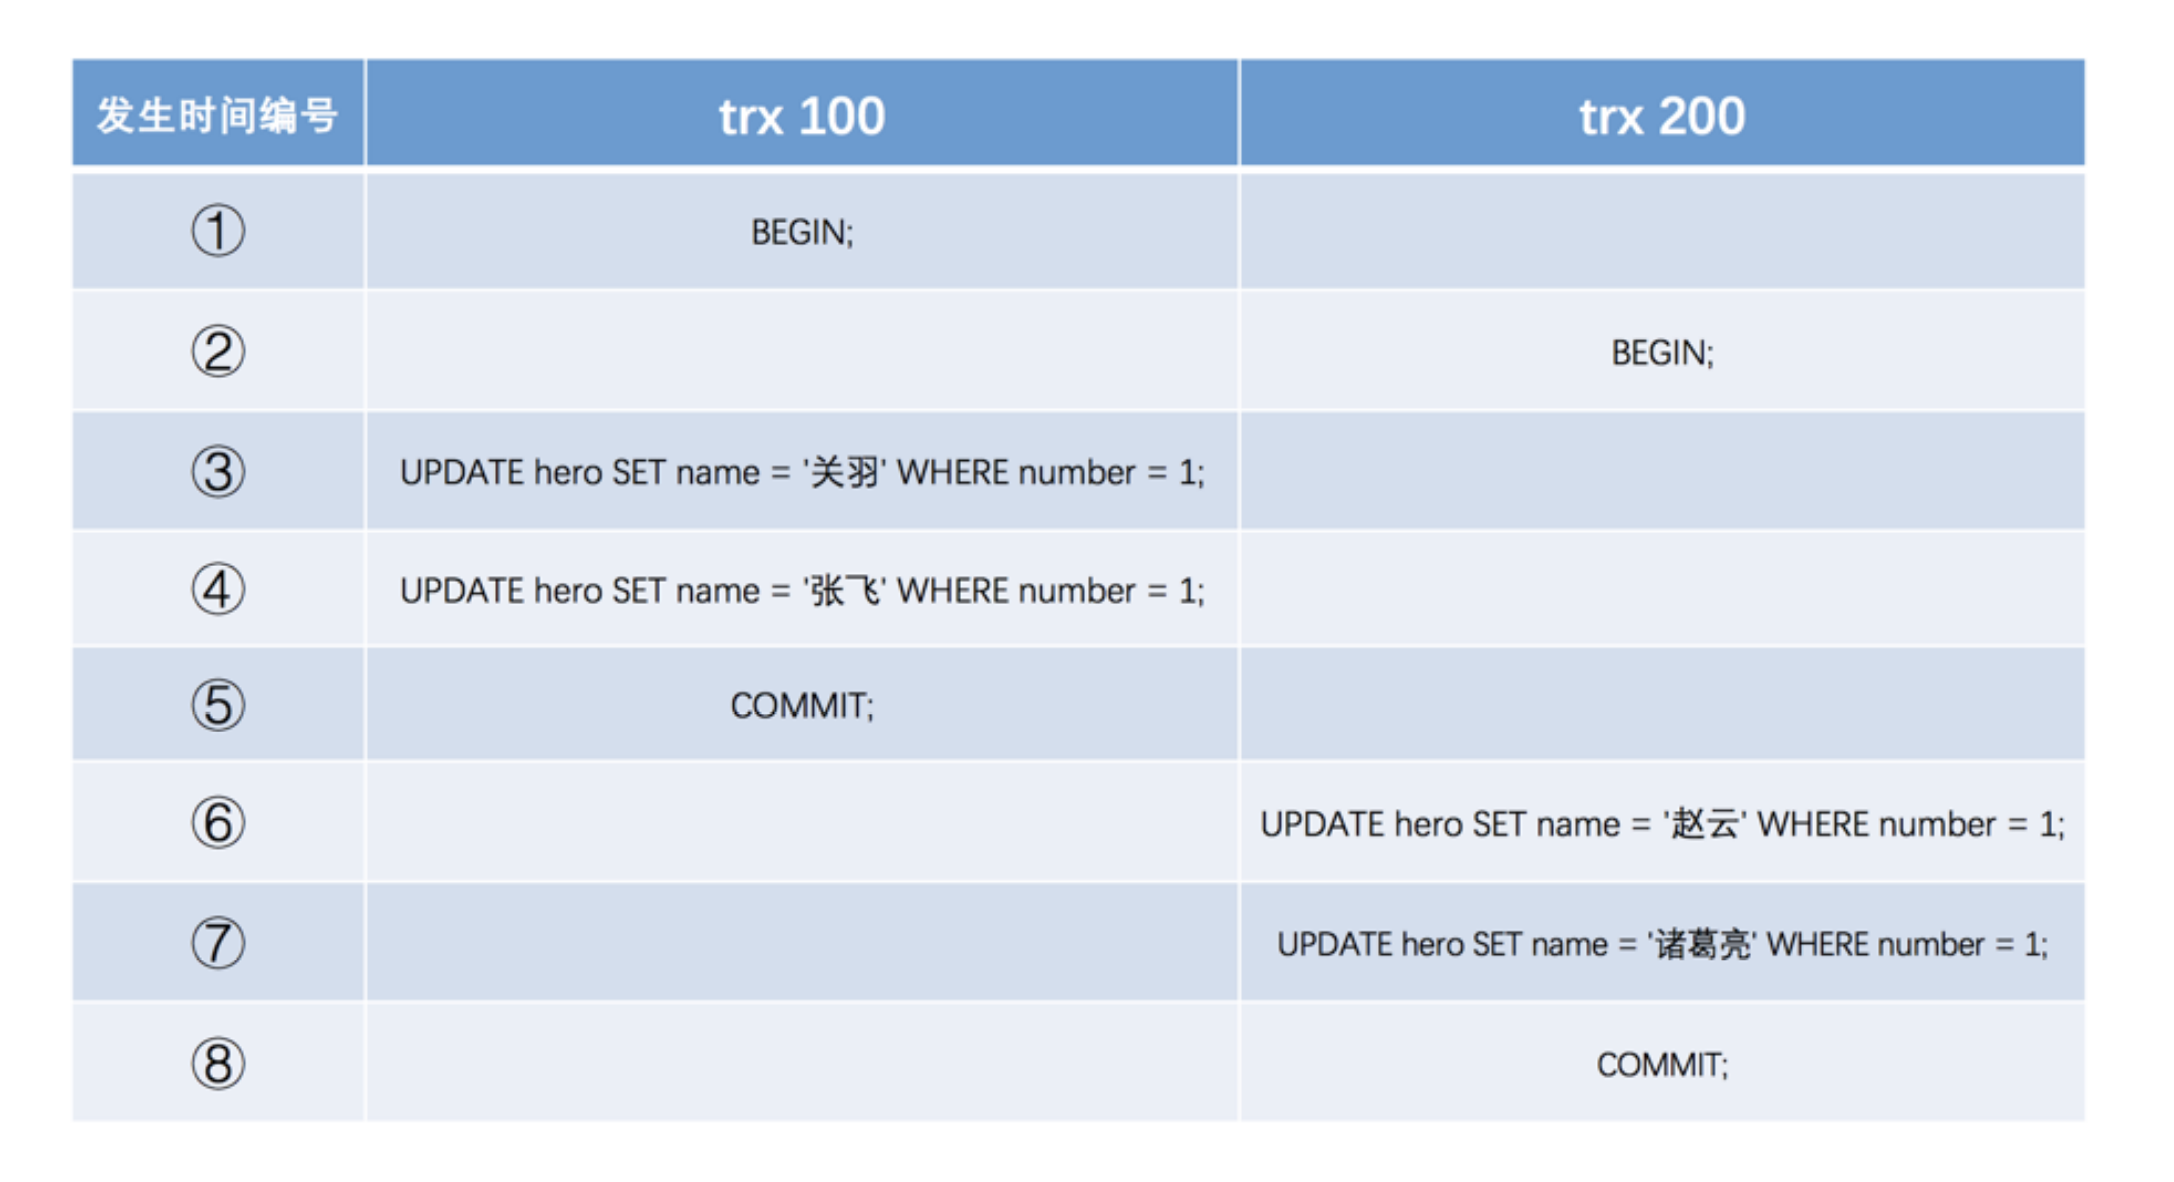 发生时间编号 trx 100 trx 200
① BEGIN;
② BEGIN;
③ UPDATE hero SET name = '关羽' WHERE number = 1;
④ UPDATE hero SET name = '张飞' WHERE number = 1;
⑤ COMMIT;
⑥ UPDATE hero SET name = '赵云' WHERE number = 1;
⑦ UPDATE hero SET name = '诸葛亮' WHERE number = 1;
⑧ COMMIT;